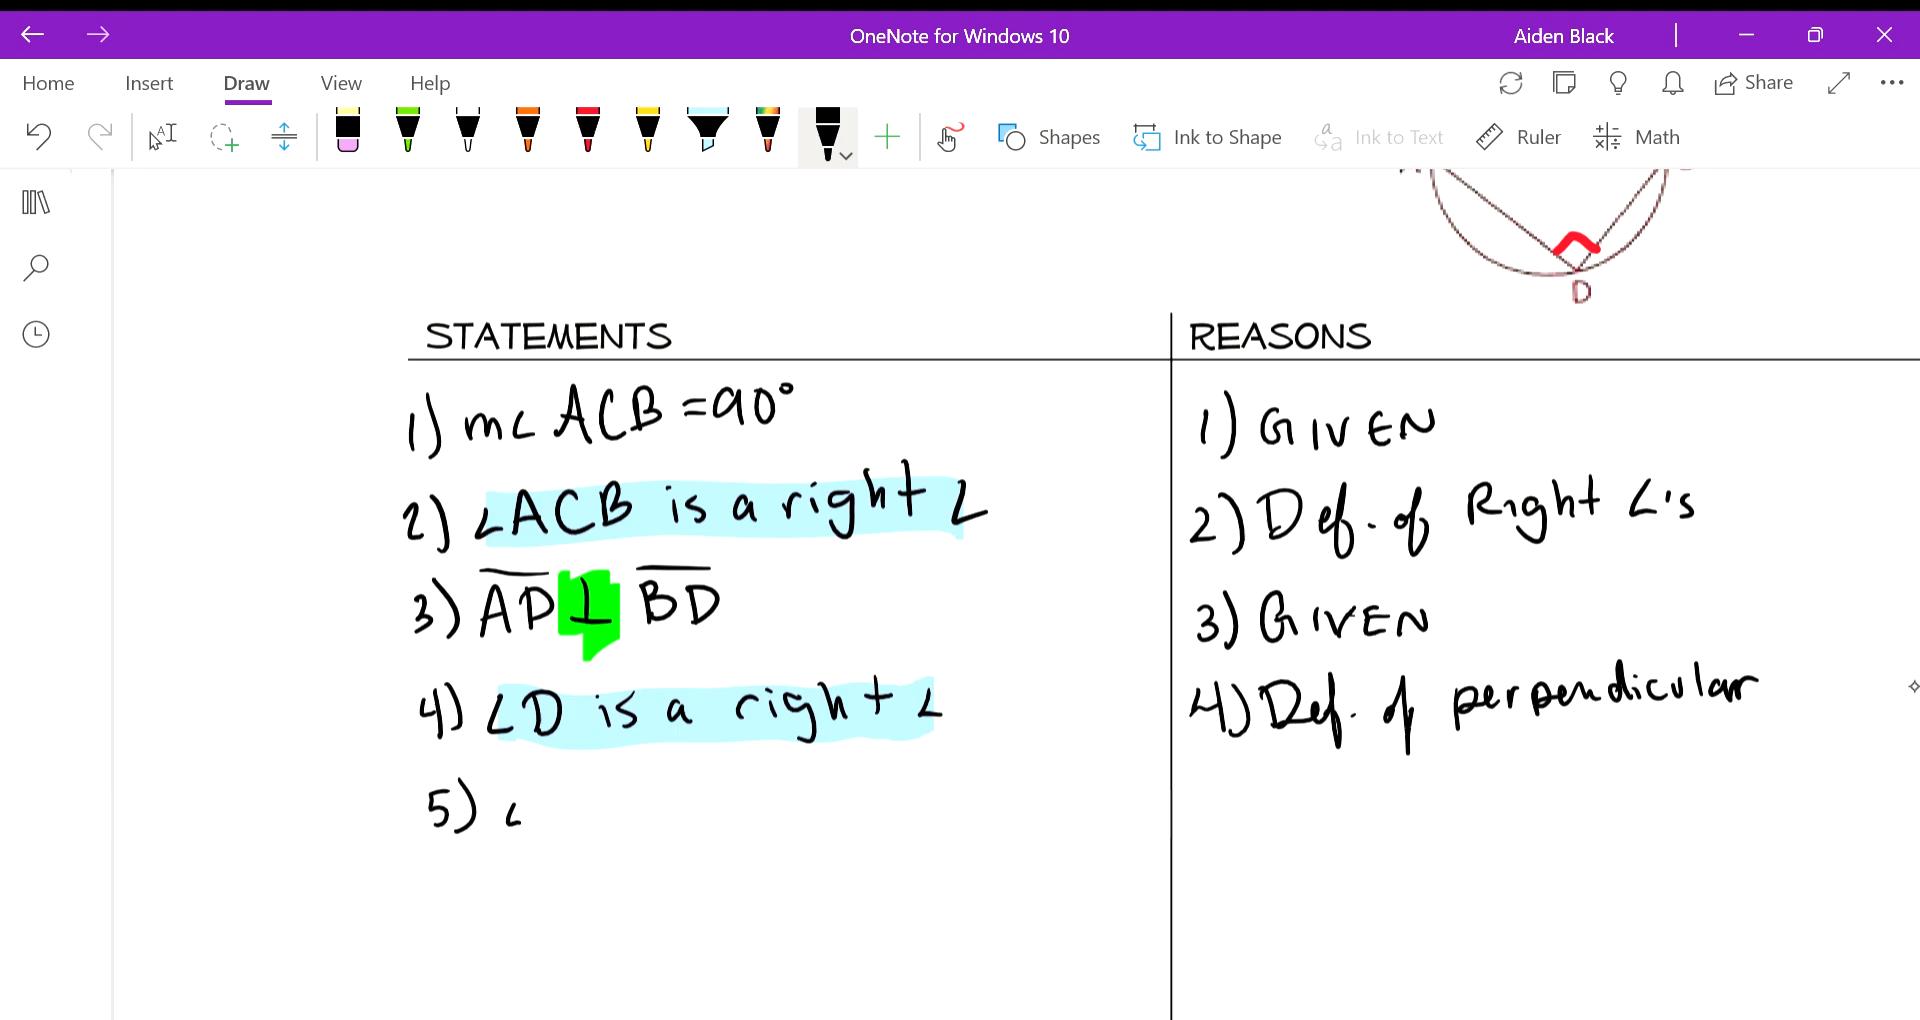 OneNote for Windows 10
Aiden Black
Home Insert Draw View Help
Share
Shapes Ink to Shape Ink to Text Ruler Math
D
STATEMENTS
REASONS
1) m∠ ACB = 90°
1) GIVEN
2) ∠ACB is a right ∠
2) Def. of Right ∠'s
3) A̅D̅ ⊥ B̅D̅
3) GIVEN
4) ∠D is a right ∠
4) Def. of perpendicular
5) ∠